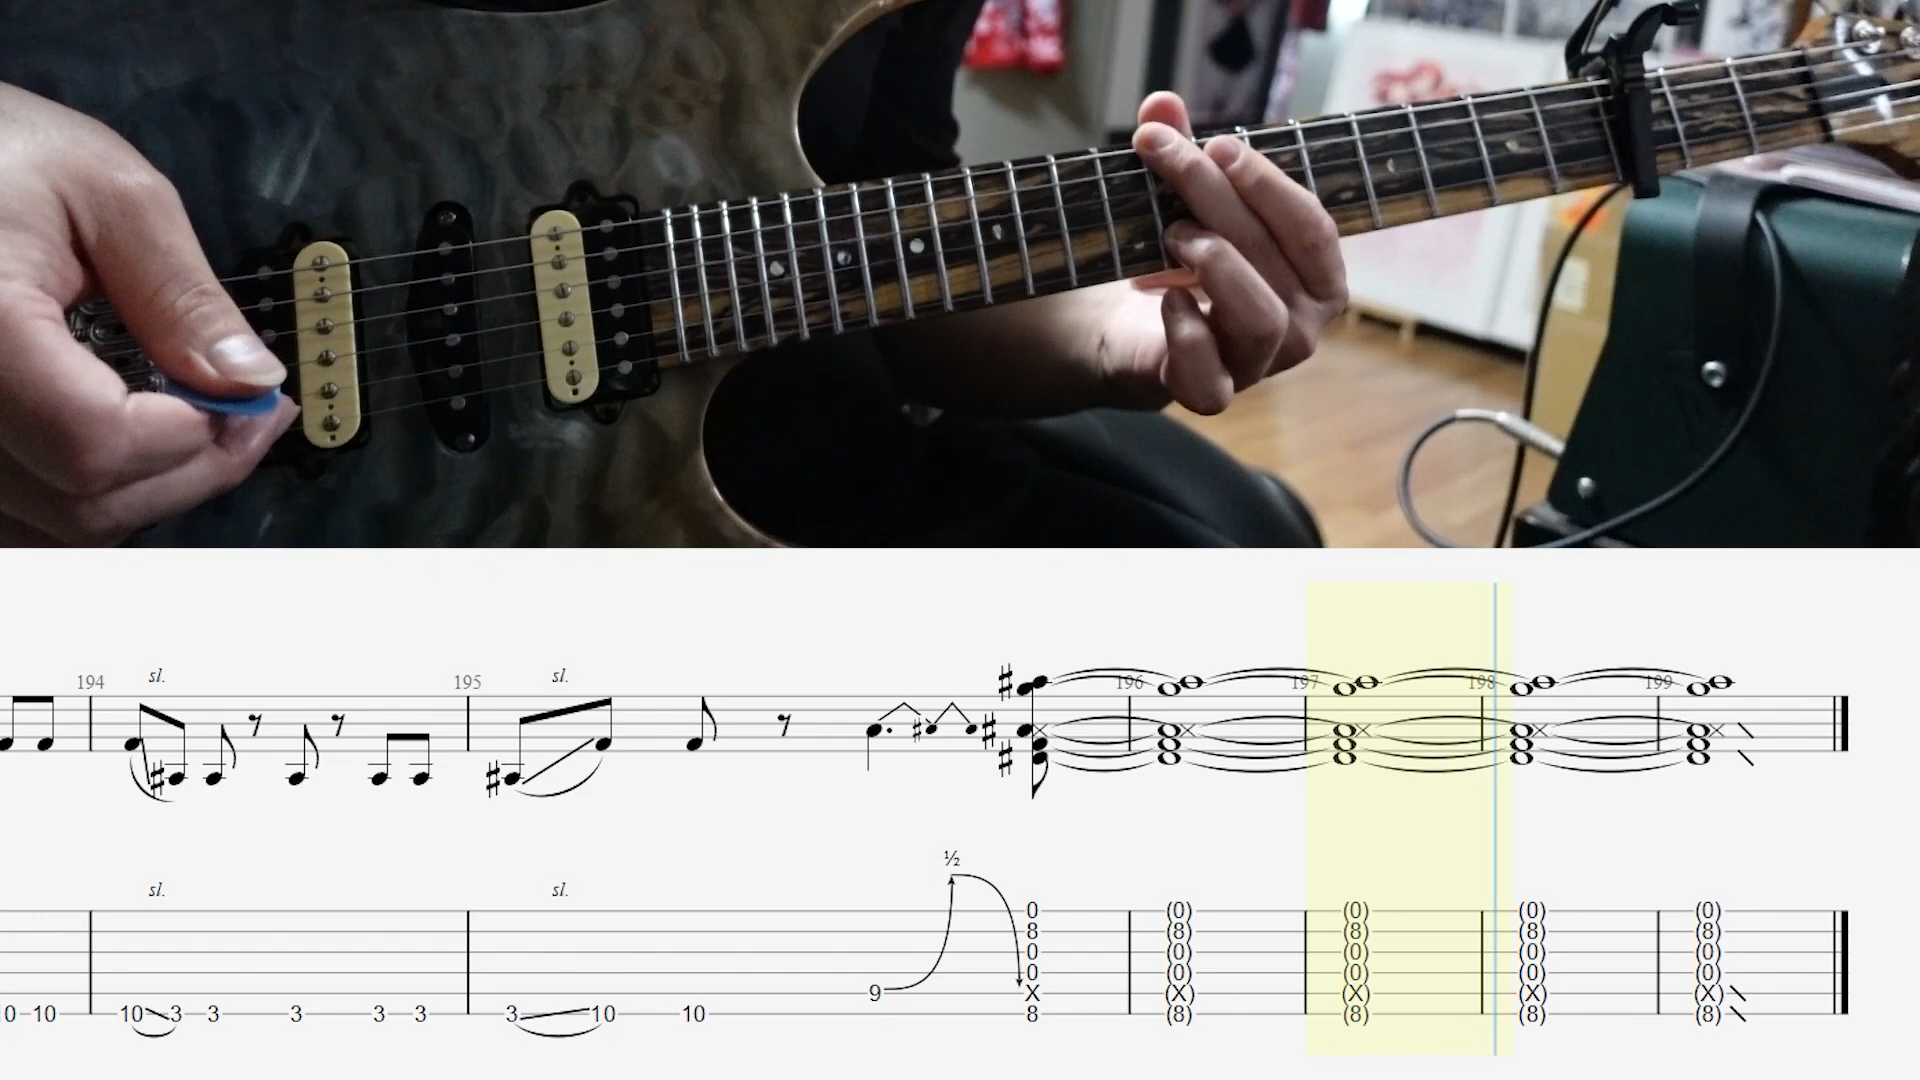 194 sl. 195 sl. 196 197 198 199
½
sl. sl.
0 (0) (0) (0) (0)
8 (8) (8) (8) (8)
0 (0) (0) (0) (0)
0 (0) (0) (0) (0)
9 X (X) (X) (X) (X)
0 10 10 3 3 3 3 3 3 10 10 8 (8) (8) (8) (8)